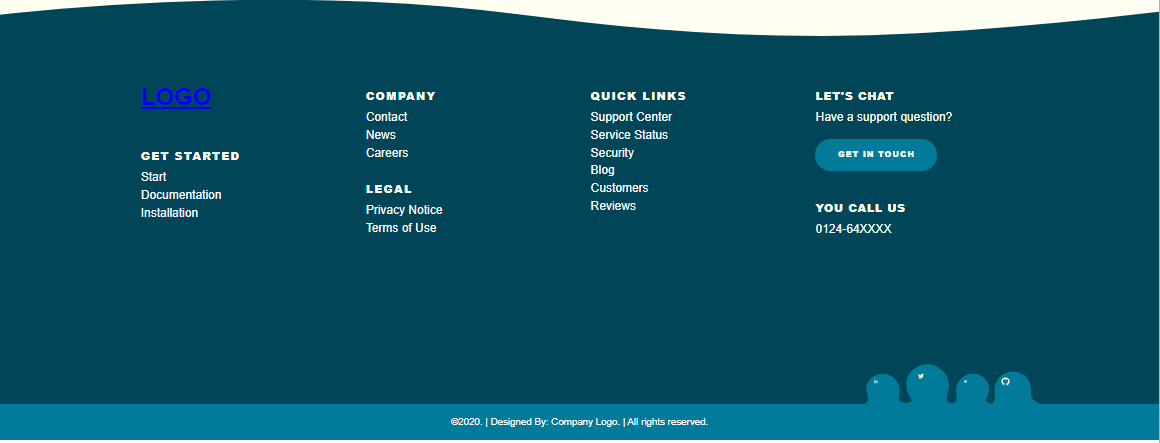 LOGO
GET STARTED
Start
Documentation
Installation
COMPANY
Contact
News
Careers
LEGAL
Privacy Notice
Terms of Use
QUICK LINKS
Support Center
Service Status
Security
Blog
Customers
Reviews
LET'S CHAT
Have a support question?
GET IN TOUCH
YOU CALL US
0124-64XXXX
in
©2020. | Designed By: Company Logo. | All rights reserved.